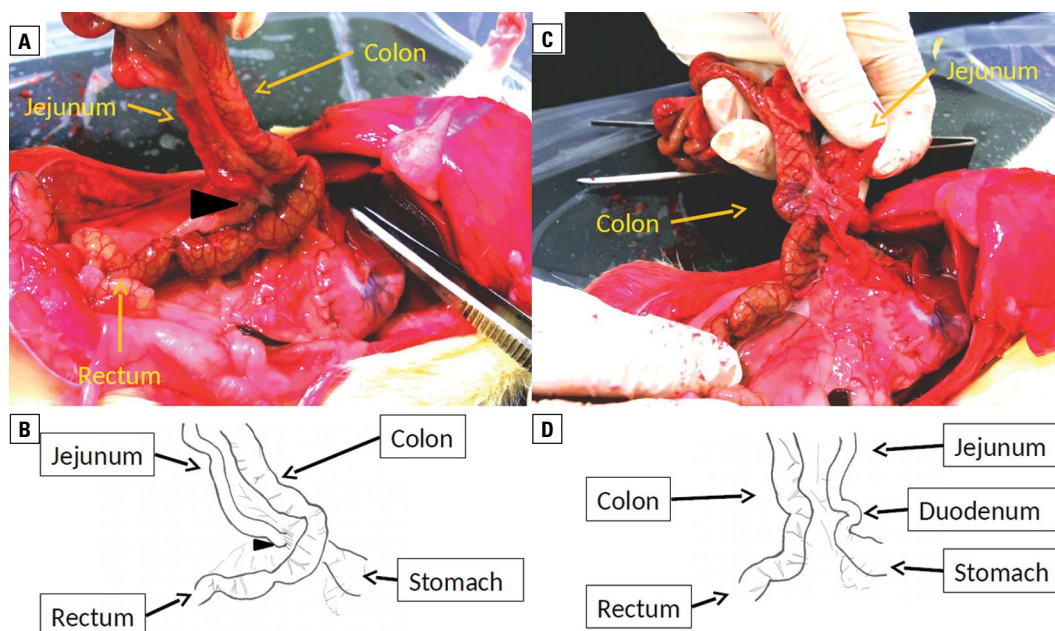 A
Colon
Jejunum
Rectum
C
Jejunum
Colon
B
Jejunum
Colon
Rectum
Stomach
D
Colon
Jejunum
Duodenum
Stomach
Rectum